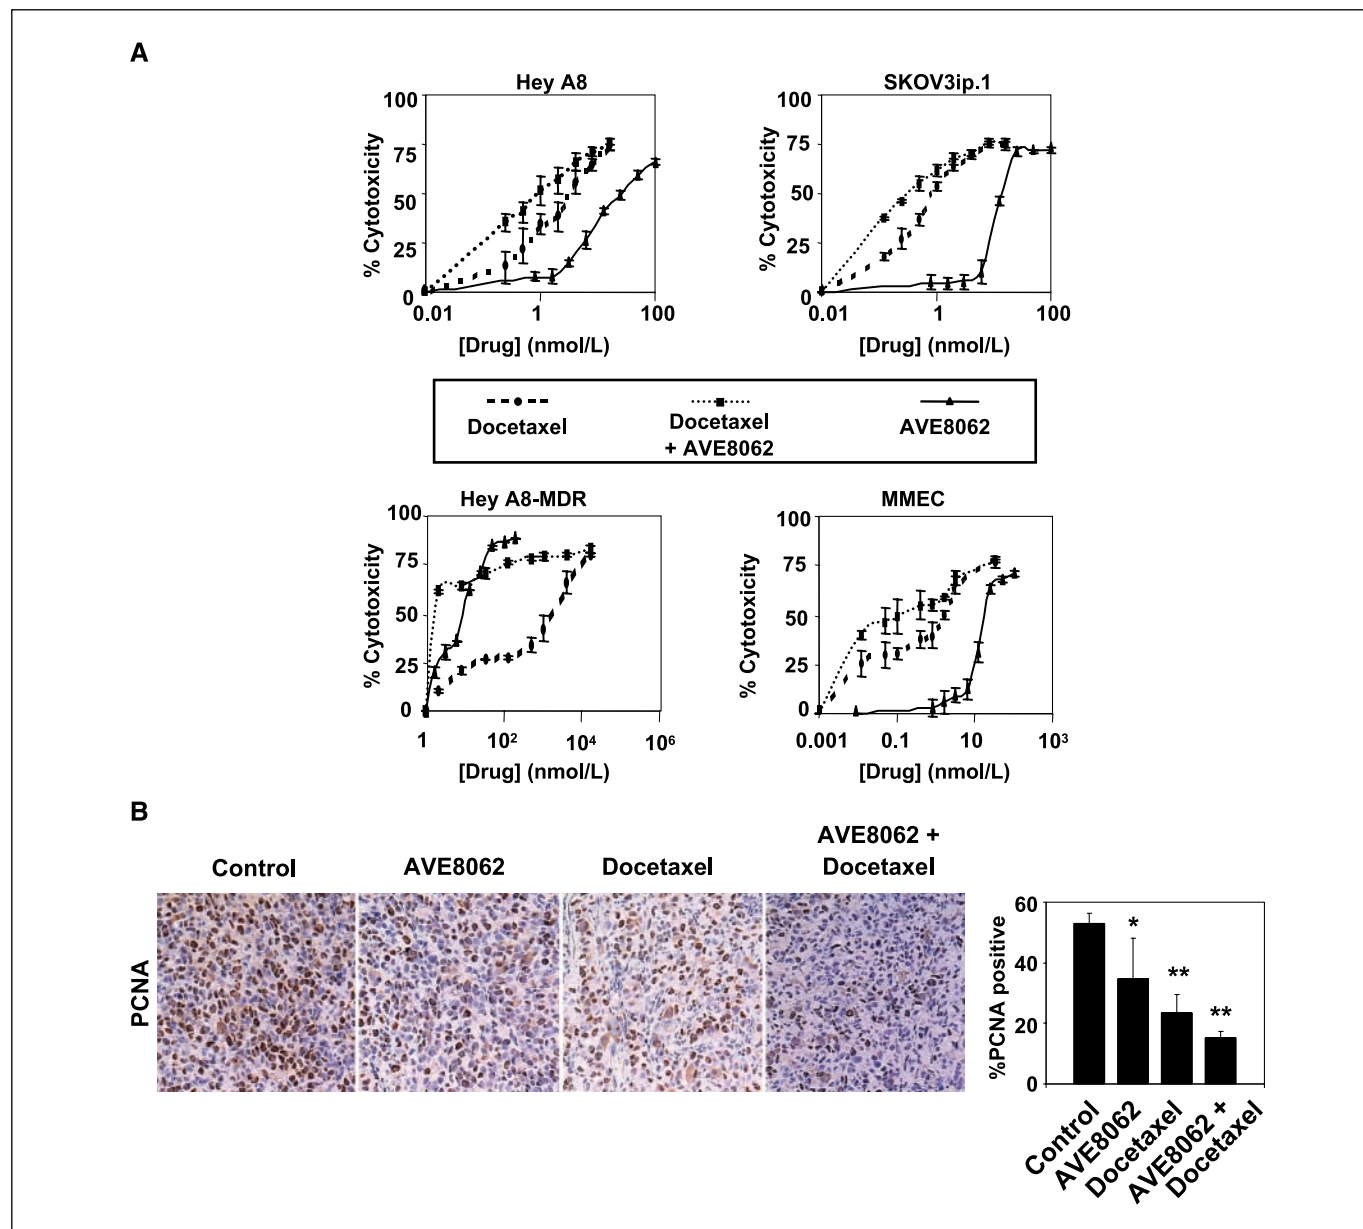 A
Hey A8
SKOV3ip.1
% Cytotoxicity
100
75
50
25
0
0.01
1
100
[Drug] (nmol/L)
% Cytotoxicity
100
75
50
25
0
0.01
1
100
[Drug] (nmol/L)
Docetaxel
Docetaxel
+ AVE8062
AVE8062
Hey A8-MDR
MMEC
% Cytotoxicity
100
75
50
25
0
1
10²
10⁴
10⁶
[Drug] (nmol/L)
% Cytotoxicity
100
75
50
25
0
0.001
0.1
10
10³
[Drug] (nmol/L)
B
Control
AVE8062
Docetaxel
AVE8062 +
Docetaxel
PCNA
%PCNA positive
60
40
20
0
*
**
**
Control
AVE8062
Docetaxel
AVE8062 +
Docetaxel